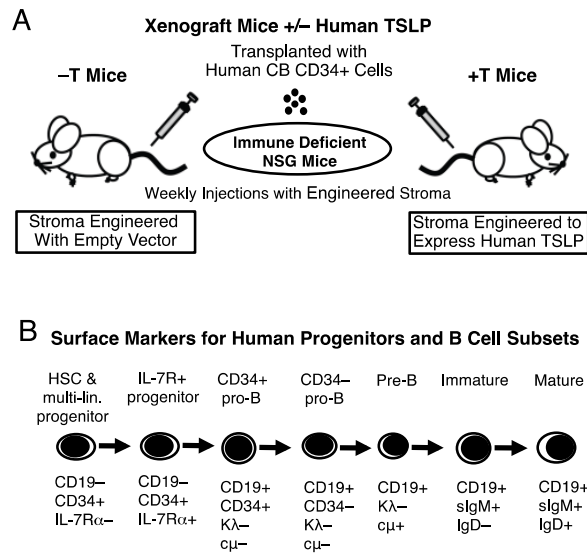 A
Xenograft Mice +/– Human TSLP
Transplanted with
Human CB CD34+ Cells
–T Mice
+T Mice
Immune Deficient
NSG Mice
Weekly Injections with Engineered Stroma
Stroma Engineered
With Empty Vector
Stroma Engineered to
Express Human TSLP
B
Surface Markers for Human Progenitors and B Cell Subsets
HSC &
multi-lin.
progenitor
IL-7R+
progenitor
CD34+
pro-B
CD34–
pro-B
Pre-B
Immature
Mature
CD19–
CD34+
IL-7Rα–
CD19–
CD34+
IL-7Rα+
CD19+
CD34+
Κλ–
cμ–
CD19+
CD34–
Κλ–
cμ–
CD19+
Κλ–
cμ+
CD19+
sIgM+
IgD–
CD19+
sIgM+
IgD+